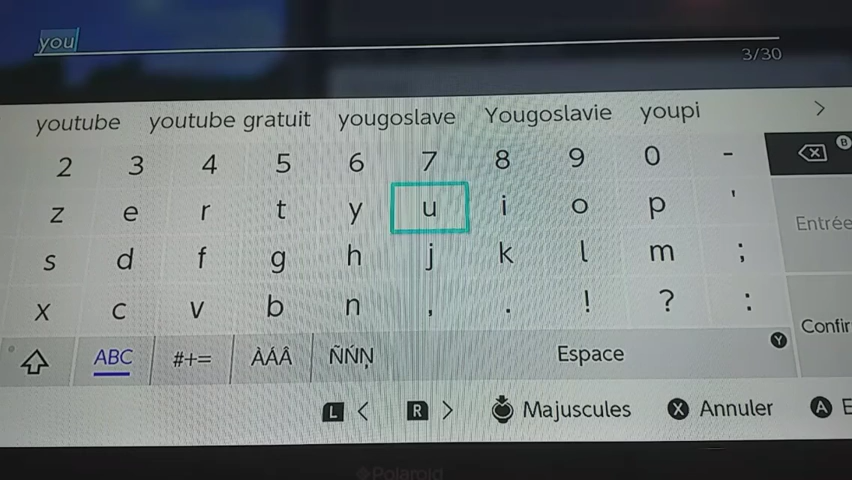 you
3/30
youtube youtube gratuit yougoslave Yougoslavie youpi >
2 3 4 5 6 7 8 9 0 - B
z e r t y u i o p ' Entrée
s d f g h j k l m ;
x c v b n , . ! ? : Confir
ABC #+= ÀÁÂ ÑŃŅ Espace Y
L < R > Majuscules X Annuler A E
Polaroid